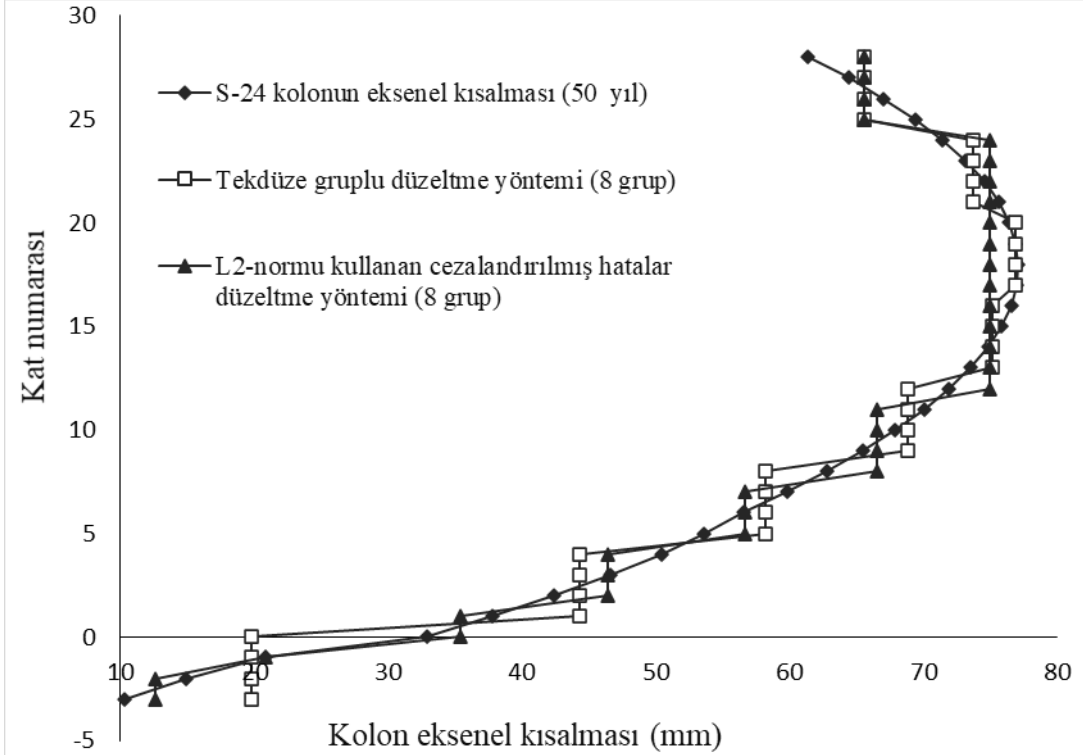 30
25
20
15
10
5
0
-5
Kat numarası
S-24 kolonun eksenel kısalması (50 yıl)
Tekdüze gruplu düzeltme yöntemi (8 grup)
L2-normu kullanan cezalandırılmış hatalar
düzeltme yöntemi (8 grup)
10 20 30 40 50 60 70 80
Kolon eksenel kısalması (mm)